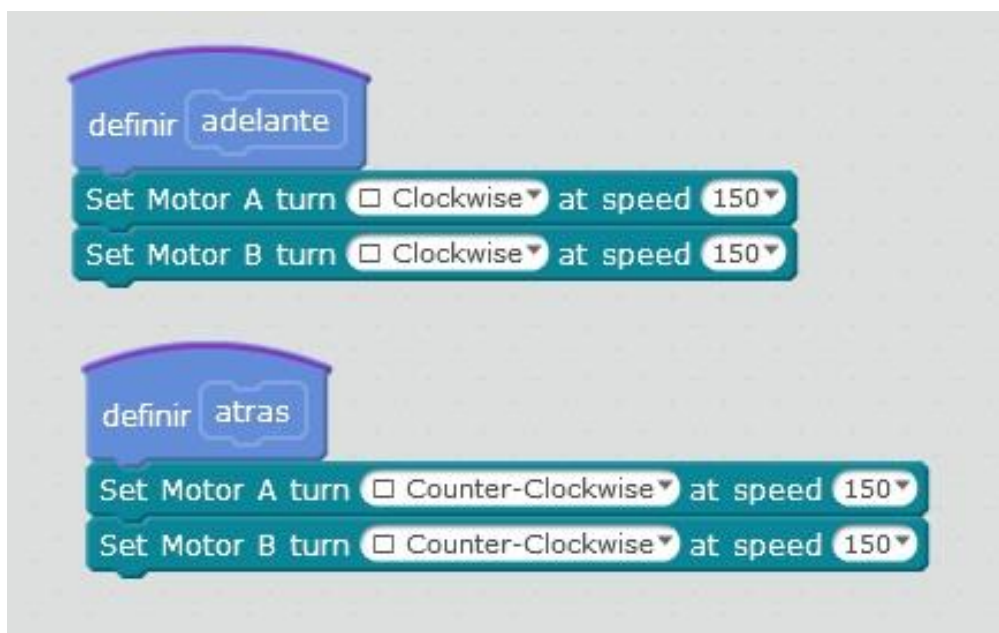 definir adelante
Set Motor A turn Clockwise at speed 150
Set Motor B turn Clockwise at speed 150
definir atras
Set Motor A turn Counter-Clockwise at speed 150
Set Motor B turn Counter-Clockwise at speed 150